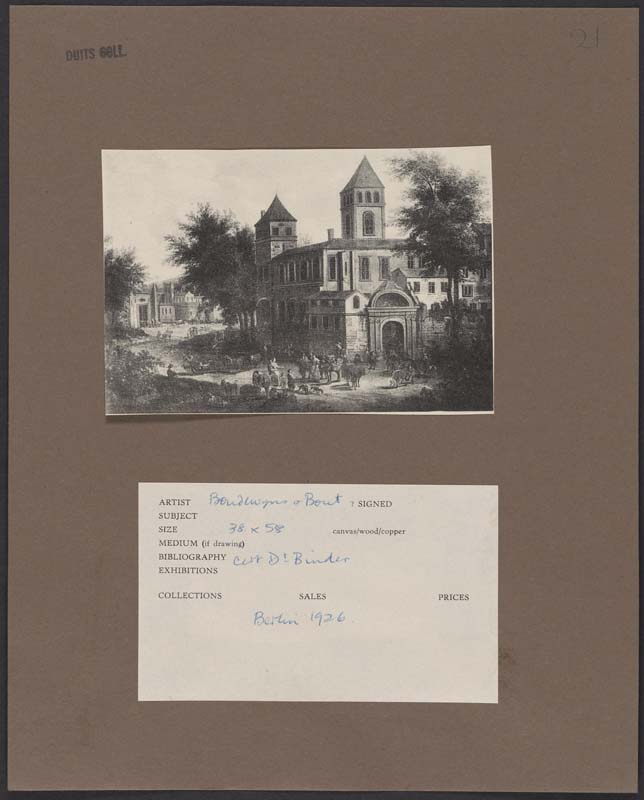 DUITS COLL.
21
ARTIST Boudewyns & Bout ? SIGNED
SUBJECT
SIZE 38 x 58 canvas/wood/copper
MEDIUM (if drawing)
BIBLIOGRAPHY cert Dr Binder
EXHIBITIONS
COLLECTIONS SALES PRICES
Berlin 1926.